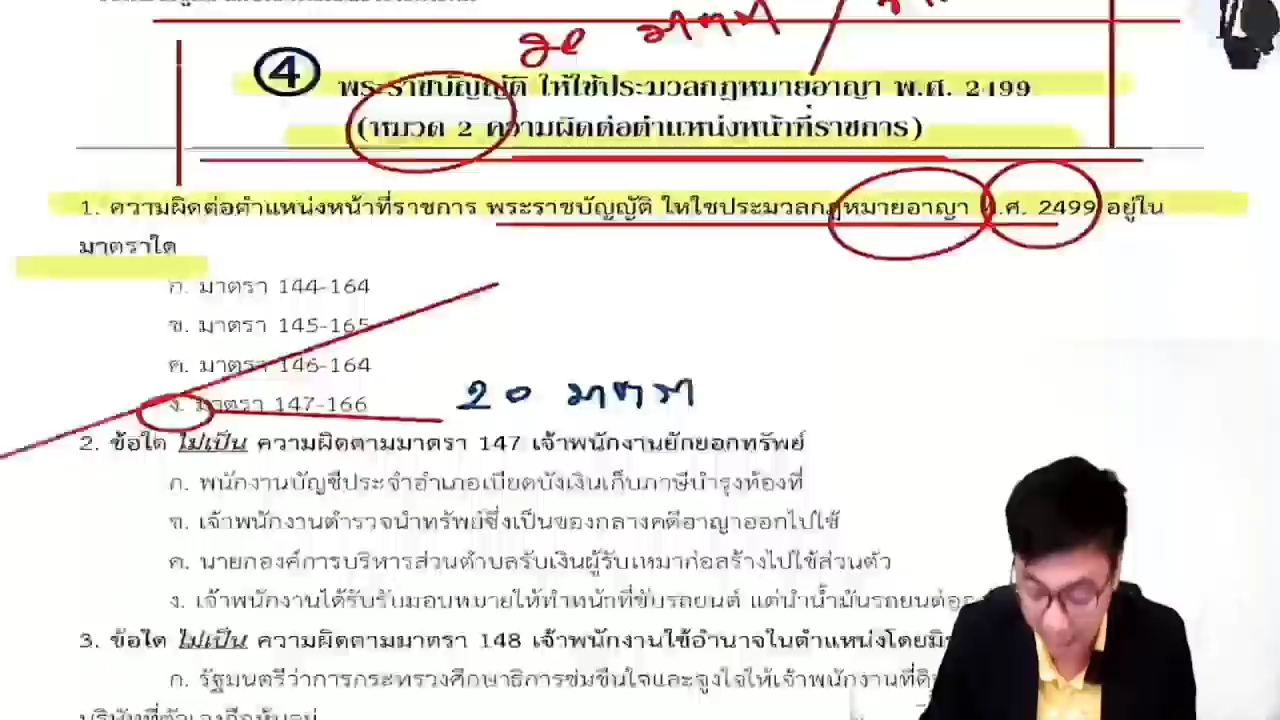 20 มาตรา
4
พระราชบัญญัติ ให้ใช้ประมวลกฎหมายอาญา พ.ศ. 2499
(หมวด 2 ความผิดต่อตำแหน่งหน้าที่ราชการ)
1. ความผิดต่อตำแหน่งหน้าที่ราชการ พระราชบัญญัติ ให้ใช้ประมวลกฎหมายอาญา พ.ศ. 2499 อยู่ใน
มาตราใด
ก. มาตรา 144-164
ข. มาตรา 145-165
ค. มาตรา 146-164
ง. มาตรา 147-166
20 มาตรา
2. ข้อใด ไม่เป็น ความผิดตามมาตรา 147 เจ้าพนักงานยักยอกทรัพย์
ก. พนักงานบัญชีประจำอำเภอเบียดบังเงินเก็บภาษีบำรุงท้องที่
ข. เจ้าพนักงานตำรวจนำทรัพย์ซึ่งเป็นของกลางคดีอาญาออกไปใช้
ค. นายกองค์การบริหารส่วนตำบลรับเงินผู้รับเหมาก่อสร้างไปใช้ส่วนตัว
ง. เจ้าพนักงานได้รับรับมอบหมายให้ทำหน้าที่ขับรถยนต์ แต่นำน้ำมันรถยนต์
3. ข้อใด ไม่เป็น ความผิดตามมาตรา 148 เจ้าพนักงานใช้อำนาจในตำแหน่งโดยมิ
ก. รัฐมนตรีว่าการกระทรวงศึกษาธิการข่มขืนใจและจูงใจให้เจ้าพนักงานที่ดิ